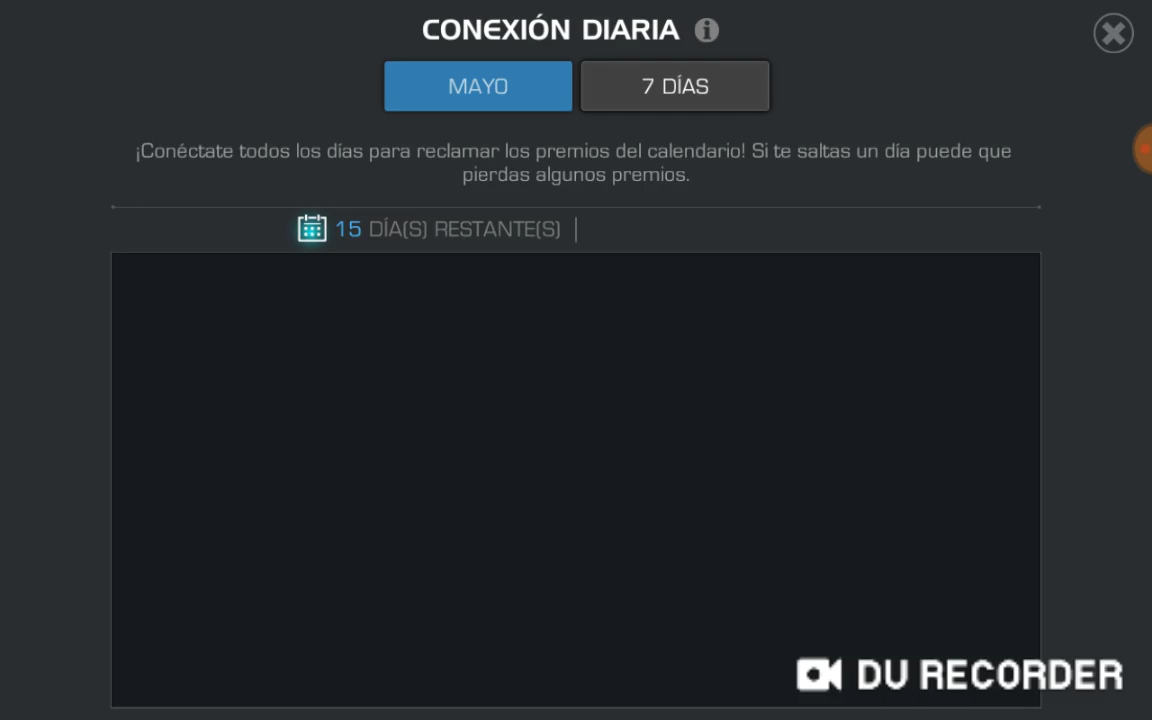 CONEXIÓN DIARIA
MAYO
7 DÍAS
¡Conéctate todos los días para reclamar los premios del calendario! Si te saltas un día puede que
pierdas algunos premios.
15 DÍA(S) RESTANTE(S)
DU RECORDER